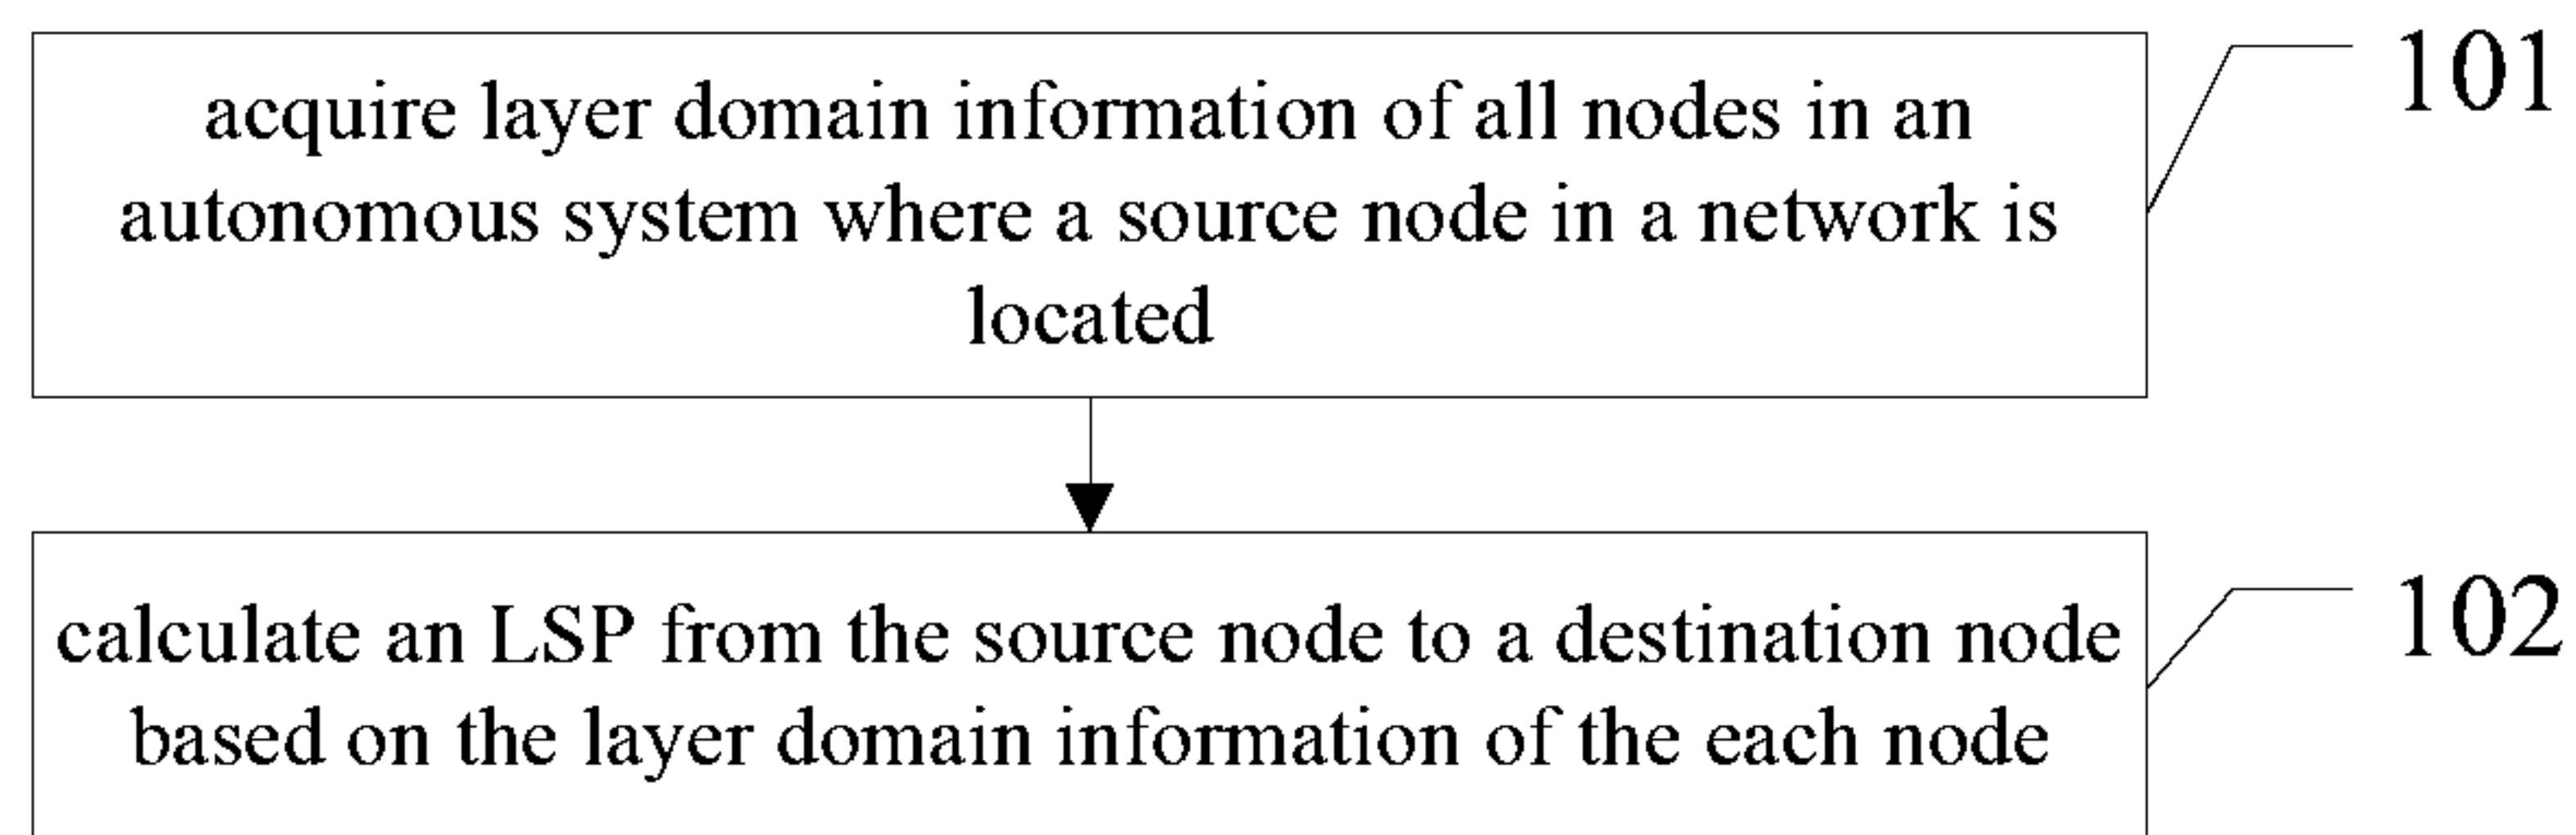 acquire layer domain information of all nodes in an
autonomous system where a source node in a network is
located
101
calculate an LSP from the source node to a destination node
based on the layer domain information of the each node
102